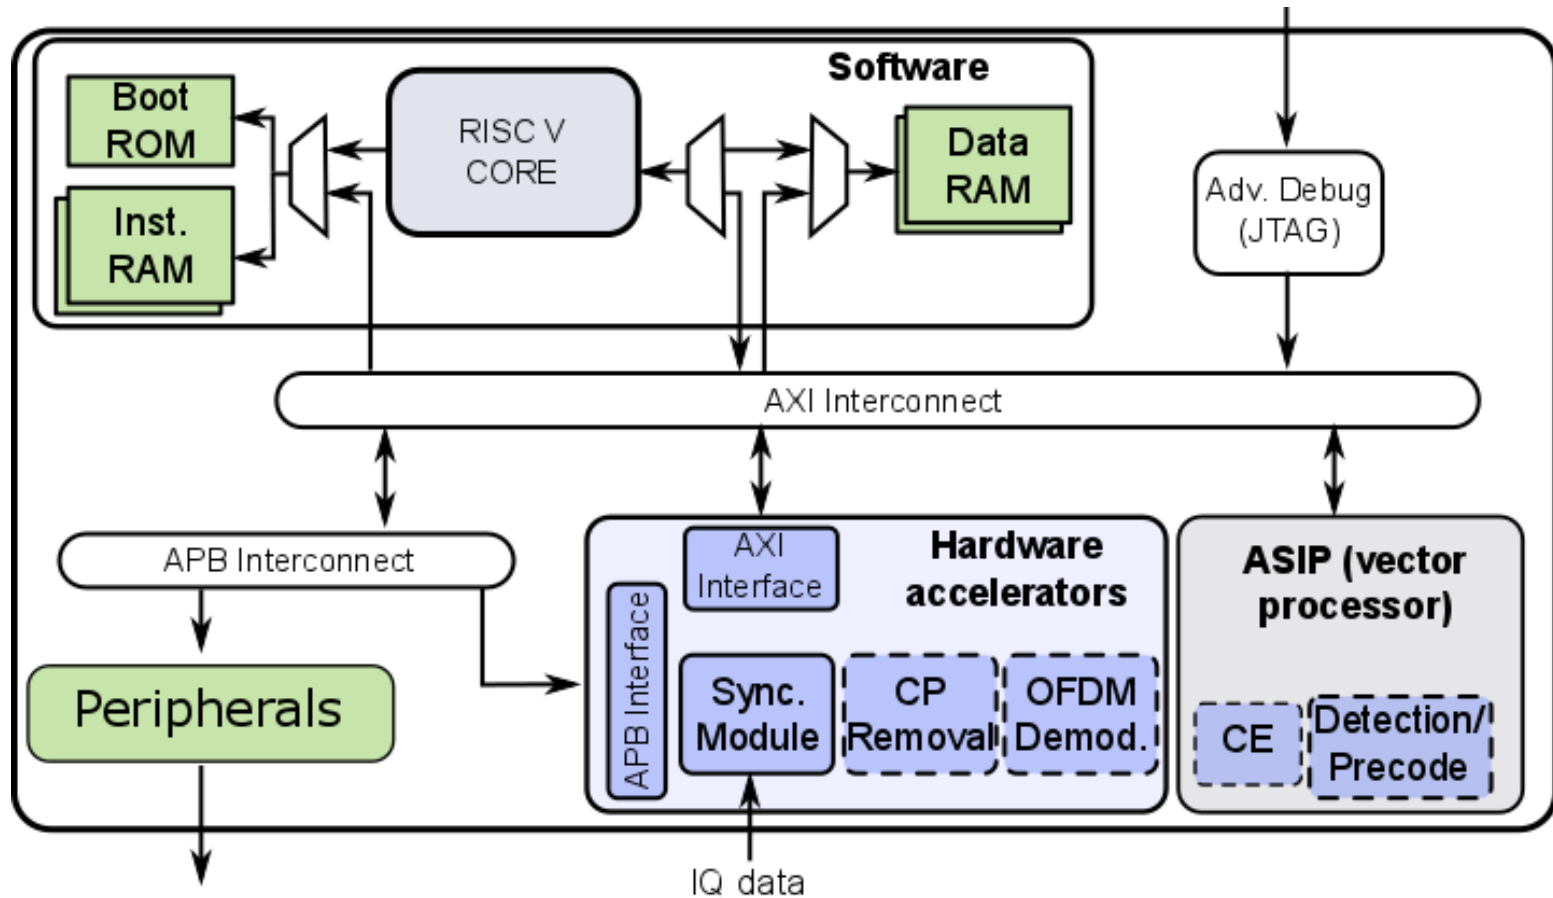 Software
Boot
ROM
RISC V
CORE
Data
RAM
Inst.
RAM
Adv. Debug
(JTAG)
AXI Interconnect
APB Interconnect
AXI
Interface
Hardware
accelerators
ASIP (vector
processor)
APB Interface
Peripherals
Sync.
Module
CP
Removal
OFDM
Demod.
CE
Detection/
Precode
IQ data